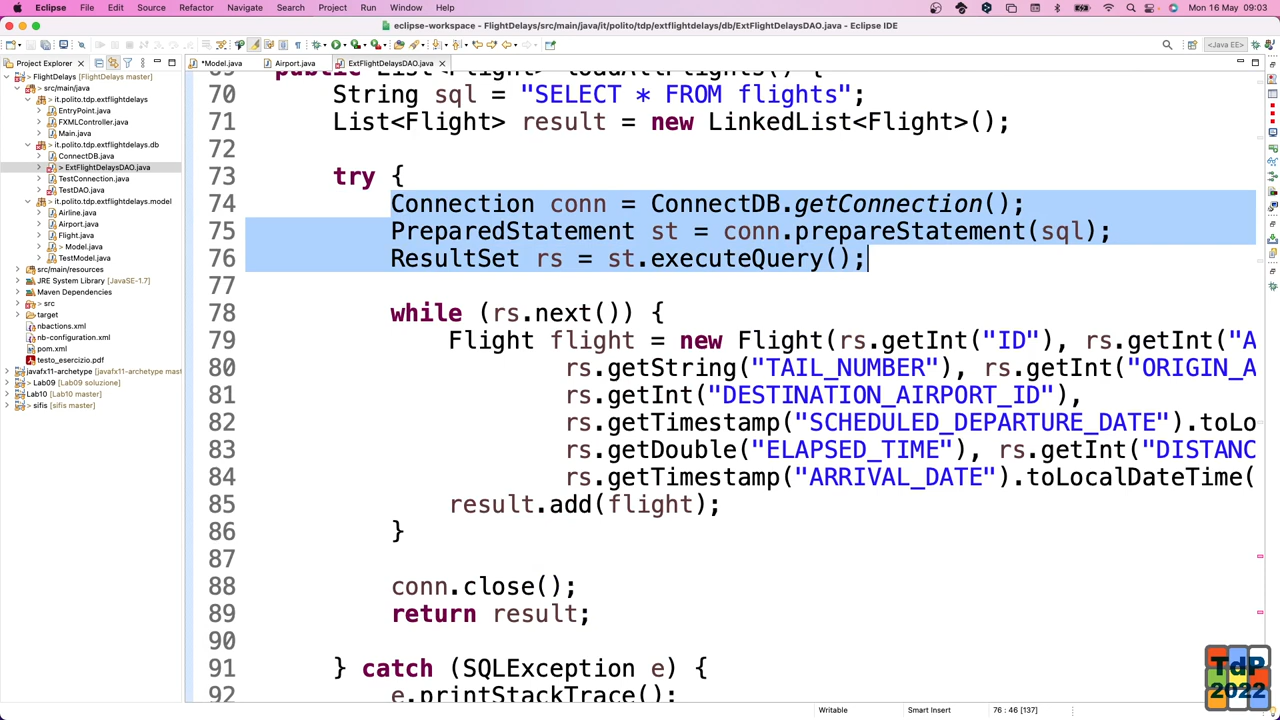 Eclipse File Edit Source Refactor Navigate Search Project Run Window Help
Mon 16 May 09:03
eclipse-workspace - FlightDelays/src/main/java/it/polito/tdp/extflightdelays/db/ExtFlightDelaysDAO.java - Eclipse IDE
<Java EE>
Project Explorer
*Model.java
Airport.java
ExtFlightDelaysDAO.java
FlightDelays [FlightDelays master]
src/main/java
it.polito.tdp.extflightdelays
EntryPoint.java
FXMLController.java
Main.java
it.polito.tdp.extflightdelays.db
ConnectDB.java
> ExtFlightDelaysDAO.java
TestConnection.java
TestDAO.java
> it.polito.tdp.extflightdelays.model
Airline.java
Airport.java
Flight.java
> Model.java
TestModel.java
src/main/resources
JRE System Library [JavaSE-1.7]
Maven Dependencies
> src
target
nbactions.xml
nb-configuration.xml
pom.xml
testo_esercizio.pdf
javafx11-archetype [javafx11-archetype mast
> Lab09 [Lab09 soluzione]
Lab10 [Lab10 master]
> sifis [sifis master]
69 public List<Flight> loadAllFlights() {
70 String sql = "SELECT * FROM flights";
71 List<Flight> result = new LinkedList<Flight>();
72
73 try {
74 Connection conn = ConnectDB.getConnection();
75 PreparedStatement st = conn.prepareStatement(sql);
76 ResultSet rs = st.executeQuery();
77
78 while (rs.next()) {
79 Flight flight = new Flight(rs.getInt("ID"), rs.getInt("A
80 rs.getString("TAIL_NUMBER"), rs.getInt("ORIGIN_A
81 rs.getInt("DESTINATION_AIRPORT_ID"),
82 rs.getTimestamp("SCHEDULED_DEPARTURE_DATE").toLo
83 rs.getDouble("ELAPSED_TIME"), rs.getInt("DISTANC
84 rs.getTimestamp("ARRIVAL_DATE").toLocalDateTime(
85 result.add(flight);
86 }
87
88 conn.close();
89 return result;
90
91 } catch (SQLException e) {
92 e.printStackTrace();
Writable
Smart Insert
76 : 46 [137]
TdP
2022